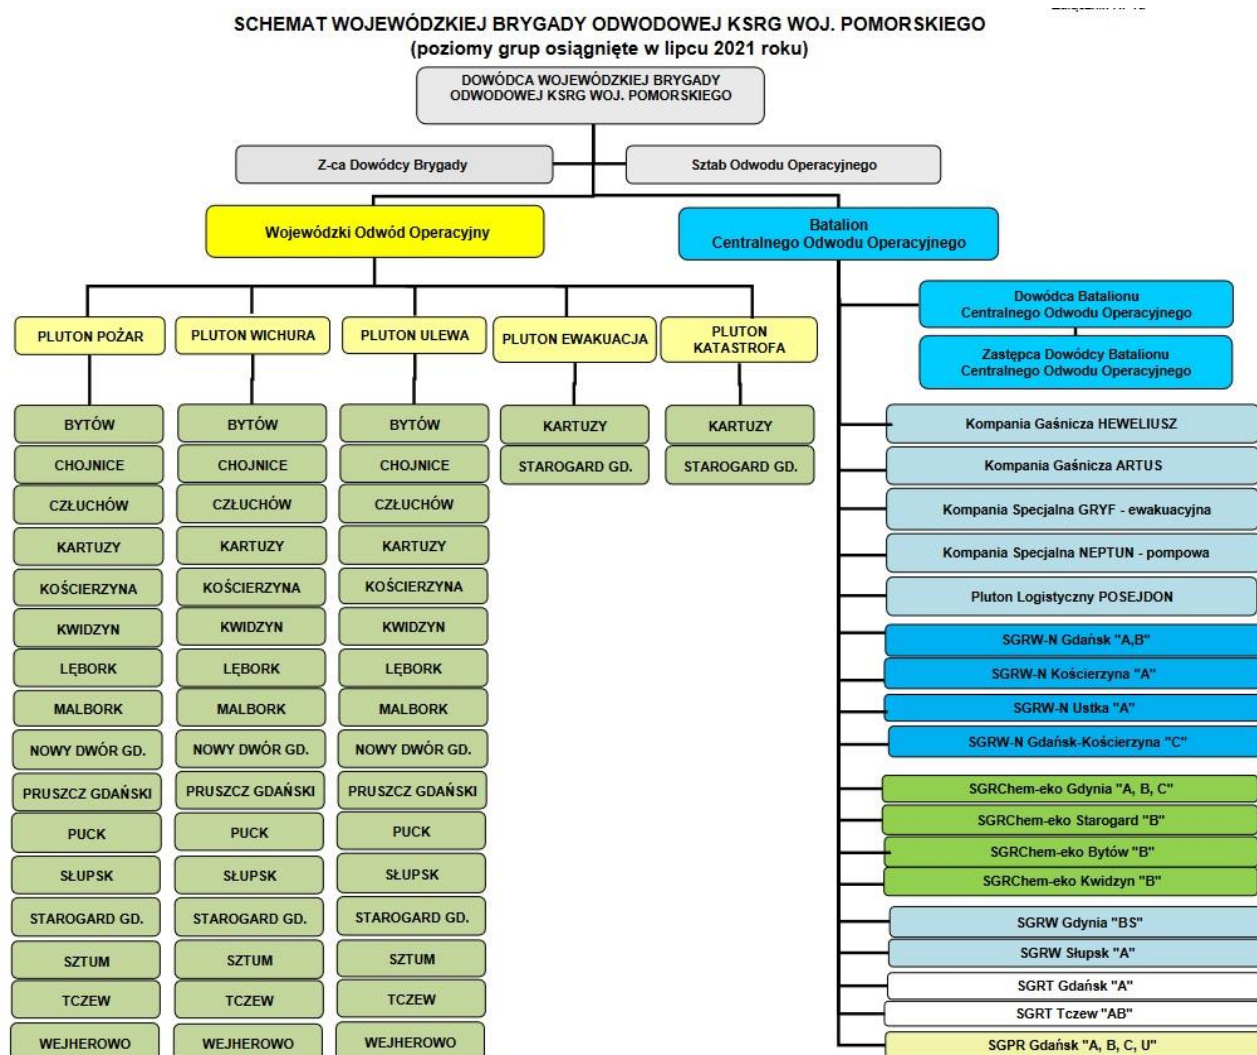 SCHEMAT WOJEWÓDZKIEJ BRYGADY ODWODOWEJ KSRG WOJ. POMORSKIEGO
(poziomy grup osiągnięte w lipcu 2021 roku)
DOWÓDCA WOJEWÓDZKIEJ BRYGADY
ODWODOWEJ KSRG WOJ. POMORSKIEGO
Z-ca Dowódcy Brygady
Sztab Odwodu Operacyjnego
Wojewódzki Odwód Operacyjny
Batalion
Centralnego Odwodu Operacyjnego
PLUTON POŻAR
BYTÓW
CHOJNICE
CZŁUCHÓW
KARTUZY
KOŚCIERZYNA
KWIDZYN
LĘBORK
MALBORK
NOWY DWÓR GD.
PRUSZCZ GDAŃSKI
PUCK
SŁUPSK
STAROGARD GD.
SZTUM
TCZEW
WEJHEROWO
PLUTON WICHURA
BYTÓW
CHOJNICE
CZŁUCHÓW
KARTUZY
KOŚCIERZYNA
KWIDZYN
LĘBORK
MALBORK
NOWY DWÓR GD.
PRUSZCZ GDAŃSKI
PUCK
SŁUPSK
STAROGARD GD.
SZTUM
TCZEW
WEJHEROWO
PLUTON ULEWA
BYTÓW
CHOJNICE
CZŁUCHÓW
KARTUZY
KOŚCIERZYNA
KWIDZYN
LĘBORK
MALBORK
NOWY DWÓR GD.
PRUSZCZ GDAŃSKI
PUCK
SŁUPSK
STAROGARD GD.
SZTUM
TCZEW
WEJHEROWO
PLUTON EWAKUACJA
KARTUZY
STAROGARD GD.
PLUTON
KATASTROFA
KARTUZY
STAROGARD GD.
Dowódca Batalionu
Centralnego Odwodu Operacyjnego
Zastępca Dowódcy Batalionu
Centralnego Odwodu Operacyjnego
Kompania Gaśnicza HEWELIUSZ
Kompania Gaśnicza ARTUS
Kompania Specjalna GRYF - ewakuacyjna
Kompania Specjalna NEPTUN - pompowa
Pluton Logistyczny POSEJDON
SGRW-N Gdańsk "A,B"
SGRW-N Kościerzyna "A"
SGRW-N Ustka "A"
SGRW-N Gdańsk-Kościerzyna "C"
SGRChem-eko Gdynia "A, B, C"
SGRChem-eko Starogard "B"
SGRChem-eko Bytów "B"
SGRChem-eko Kwidzyn "B"
SGRW Gdynia "BS"
SGRW Słupsk "A"
SGRT Gdańsk "A"
SGRT Tczew "AB"
SGPR Gdańsk "A, B, C, U"